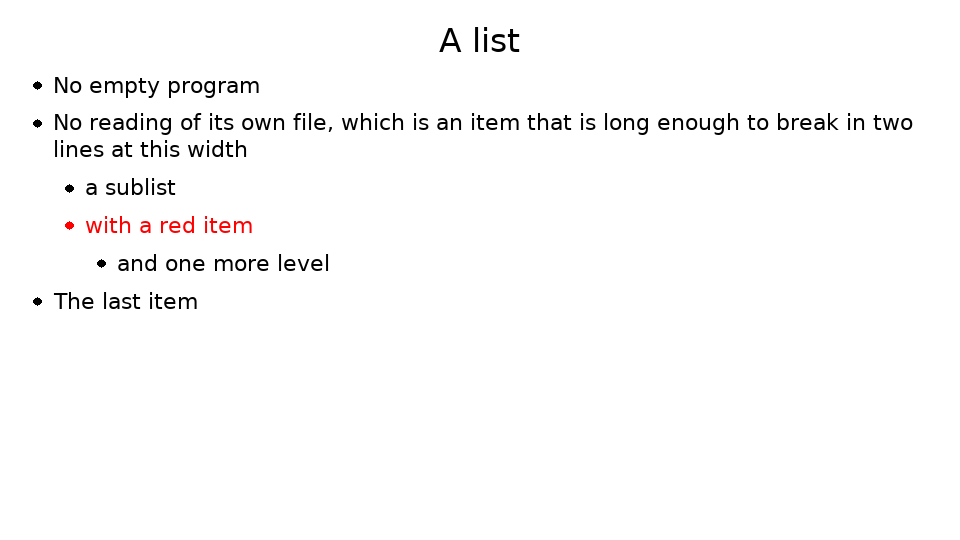 A list
• No empty program
• No reading of its own file, which is an item that is long enough to break in two
lines at this width
• a sublist
• with a red item
• and one more level
• The last item